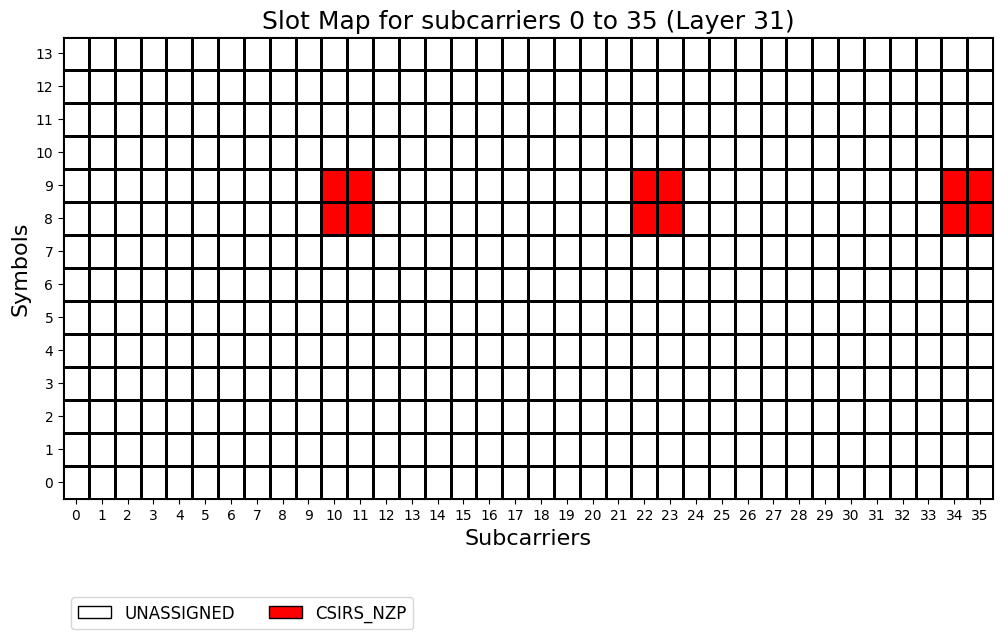 Slot Map for subcarriers 0 to 35 (Layer 31)
13
12
11
10
9
8
7
6
5
4
3
2
1
0
Symbols
0 1 2 3 4 5 6 7 8 9 10 11 12 13 14 15 16 17 18 19 20 21 22 23 24 25 26 27 28 29 30 31 32 33 34 35
Subcarriers
UNASSIGNED CSIRS_NZP